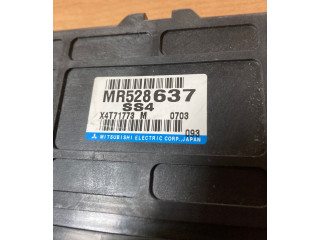 MR528637
SS4
X4T71773 M 0703
093
MITSUBISHI ELECTRIC CORP., JAPAN